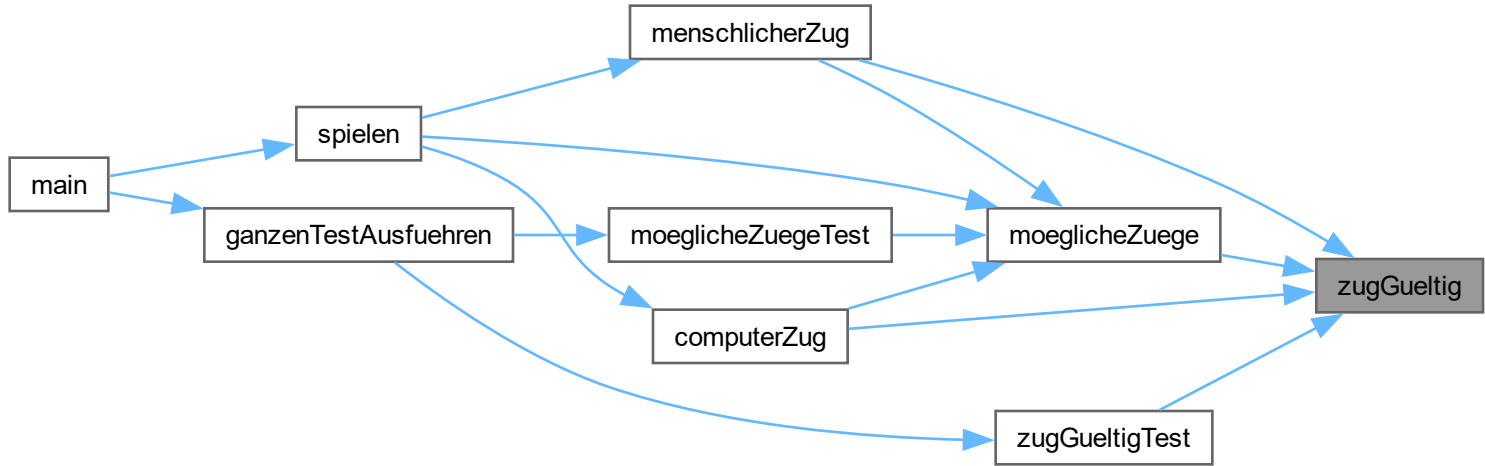 menschlicherZug
spielen
main
ganzenTestAusfuehren
moeglicheZuegeTest
moeglicheZuege
zugGueltig
computerZug
zugGueltigTest